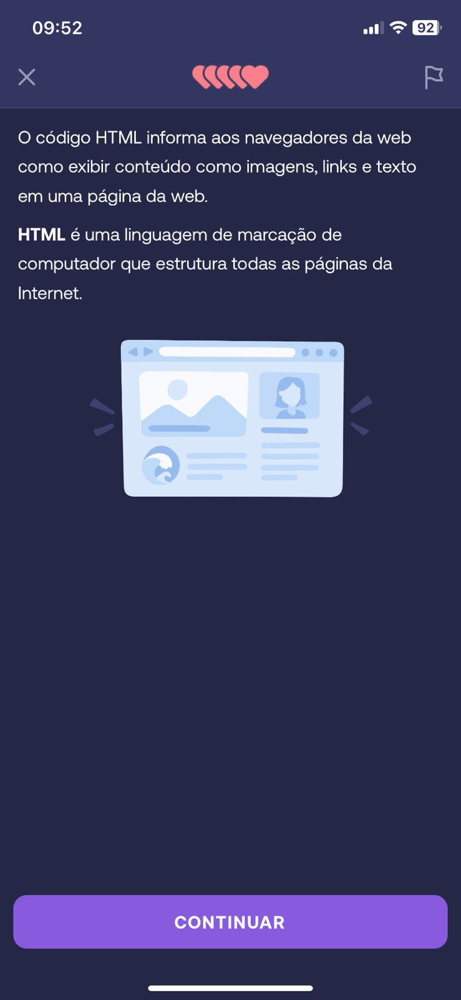 09:52
92
O código HTML informa aos navegadores da web
como exibir conteúdo como imagens, links e texto
em uma página da web.
HTML é uma linguagem de marcação de
computador que estrutura todas as páginas da
Internet.
CONTINUAR